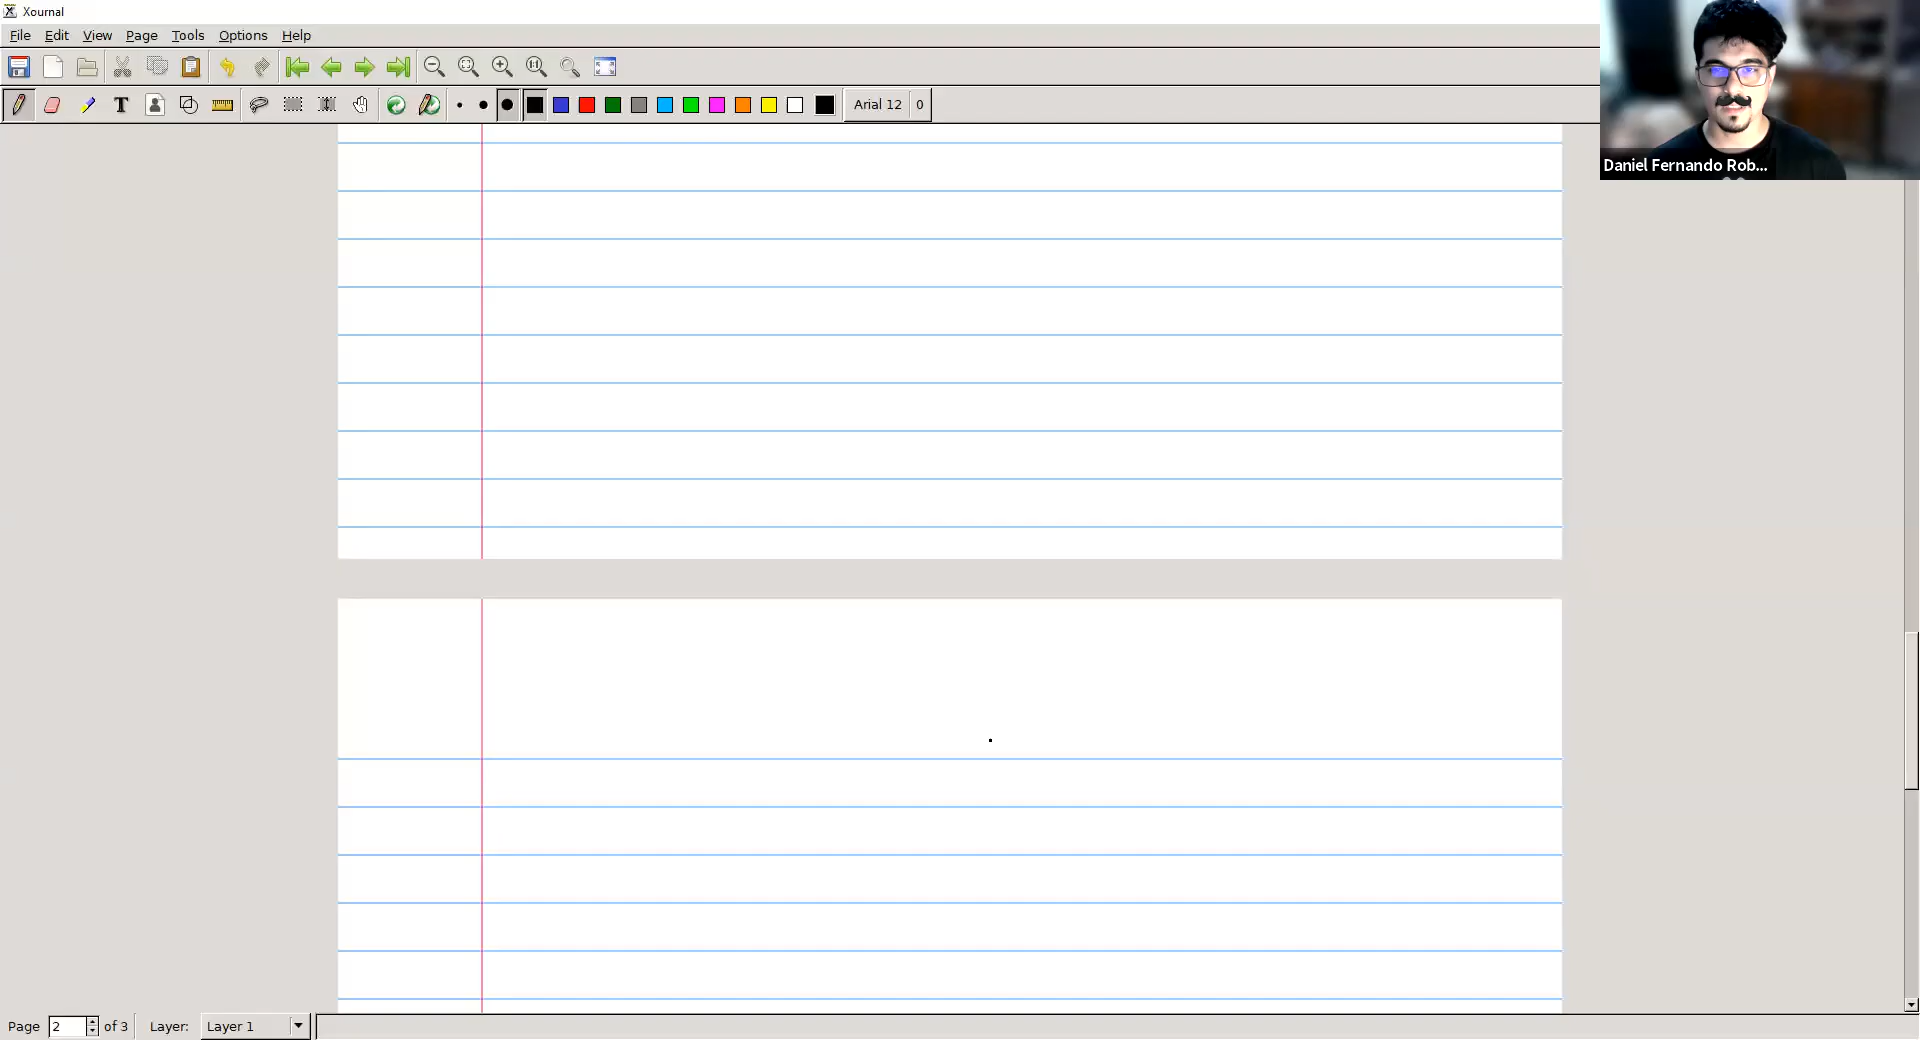 Xournal
File Edit View Page Tools Options Help
Arial 12 0
Daniel Fernando Rob...
Page 2 of 3 Layer: Layer 1